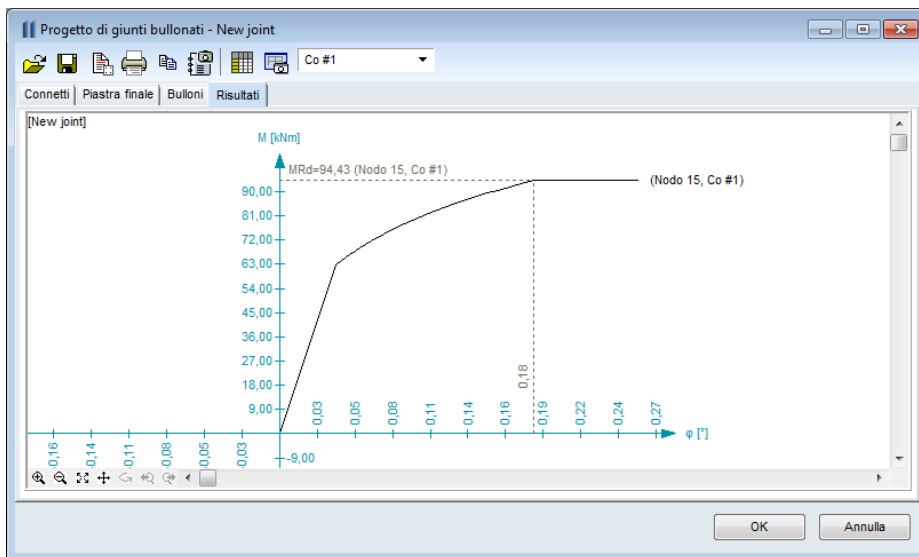 Progetto di giunti bullonati - New joint
Co #1
Connetti Piastra finale Bulloni Risultati
[New joint]
M [kNm]
MRd=94,43 (Nodo 15, Co #1)
(Nodo 15, Co #1)
90,00
81,00
72,00
63,00
54,00
45,00
36,00
27,00
18,00
9,00
-9,00
0,18
0,03 0,05 0,08 0,11 0,14 0,16 0,19 0,22 0,24 0,27
φ [°]
-0,16 -0,14 -0,11 -0,08 -0,05 -0,03
OK Annulla